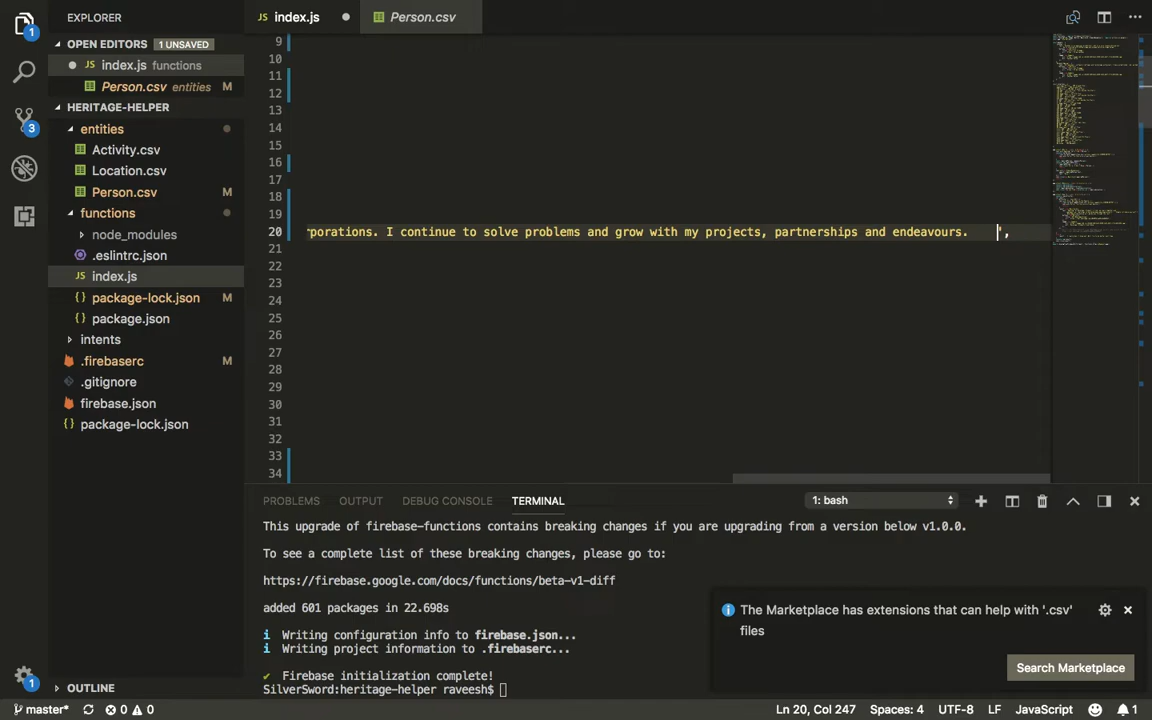 EXPLORER
index.js
Person.csv
OPEN EDITORS 1 UNSAVED
JS index.js functions
Person.csv entities M
HERITAGE-HELPER
entities
Activity.csv
Location.csv
Person.csv M
functions
node_modules
.eslintrc.json
JS index.js
{} package-lock.json M
{} package.json
intents
.firebaserc M
.gitignore
firebase.json
{} package-lock.json
OUTLINE
1
3
1
JS
9
10
11
12
13
14
15
16
17
18
19
20 porations. I continue to solve problems and grow with my projects, partnerships and endeavours. ',
21
22
23
24
25
26
27
28
29
30
31
32
33
34
PROBLEMS OUTPUT DEBUG CONSOLE TERMINAL 1: bash
This upgrade of firebase-functions contains breaking changes if you are upgrading from a version below v1.0.0.
To see a complete list of these breaking changes, please go to:
https://firebase.google.com/docs/functions/beta-v1-diff
added 601 packages in 22.698s
i Writing configuration info to firebase.json...
i Writing project information to .firebaserc...
✔ Firebase initialization complete!
SilverSword:heritage-helper raveesh$
The Marketplace has extensions that can help with '.csv'
files
Search Marketplace
master* 0 0 Ln 20, Col 247 Spaces: 4 UTF-8 LF JavaScript 1